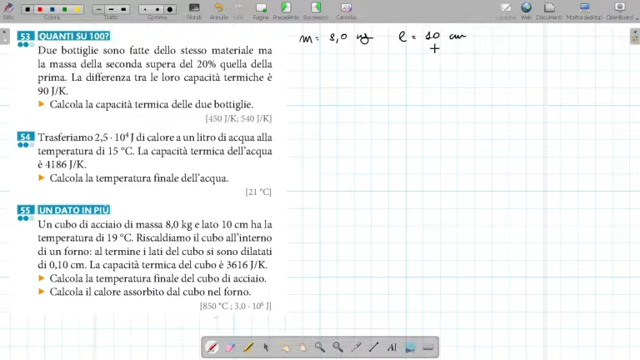 Blocco Colore Tratto Gomma Annulla Pagina Precedente Pagina Successivo Cancella Sfondi Web Documenti Mostra desktop OpenBoard
53 QUANTI SU 100?
Due bottiglie sono fatte dello stesso materiale ma
la massa della seconda supera del 20% quella della
prima. La differenza tra le loro capacità termiche è
90 J/K.
Calcola la capacità termica delle due bottiglie.
[450 J/K; 540 J/K]
54 Trasferiamo 2,5 · 10⁴ J di calore a un litro di acqua alla
temperatura di 15 °C. La capacità termica dell'acqua
è 4186 J/K.
Calcola la temperatura finale dell'acqua.
[21 °C]
55 UN DATO IN PIÙ
Un cubo di acciaio di massa 8,0 kg e lato 10 cm ha la
temperatura di 19 °C. Riscaldiamo il cubo all'interno
di un forno: al termine i lati del cubo si sono dilatati
di 0,10 cm. La capacità termica del cubo è 3616 J/K.
Calcola la temperatura finale del cubo di acciaio.
Calcola il calore assorbito dal cubo nel forno.
[850 °C ; 3,0 · 10⁶ J]
m = 8,0 kg l = 10 cm